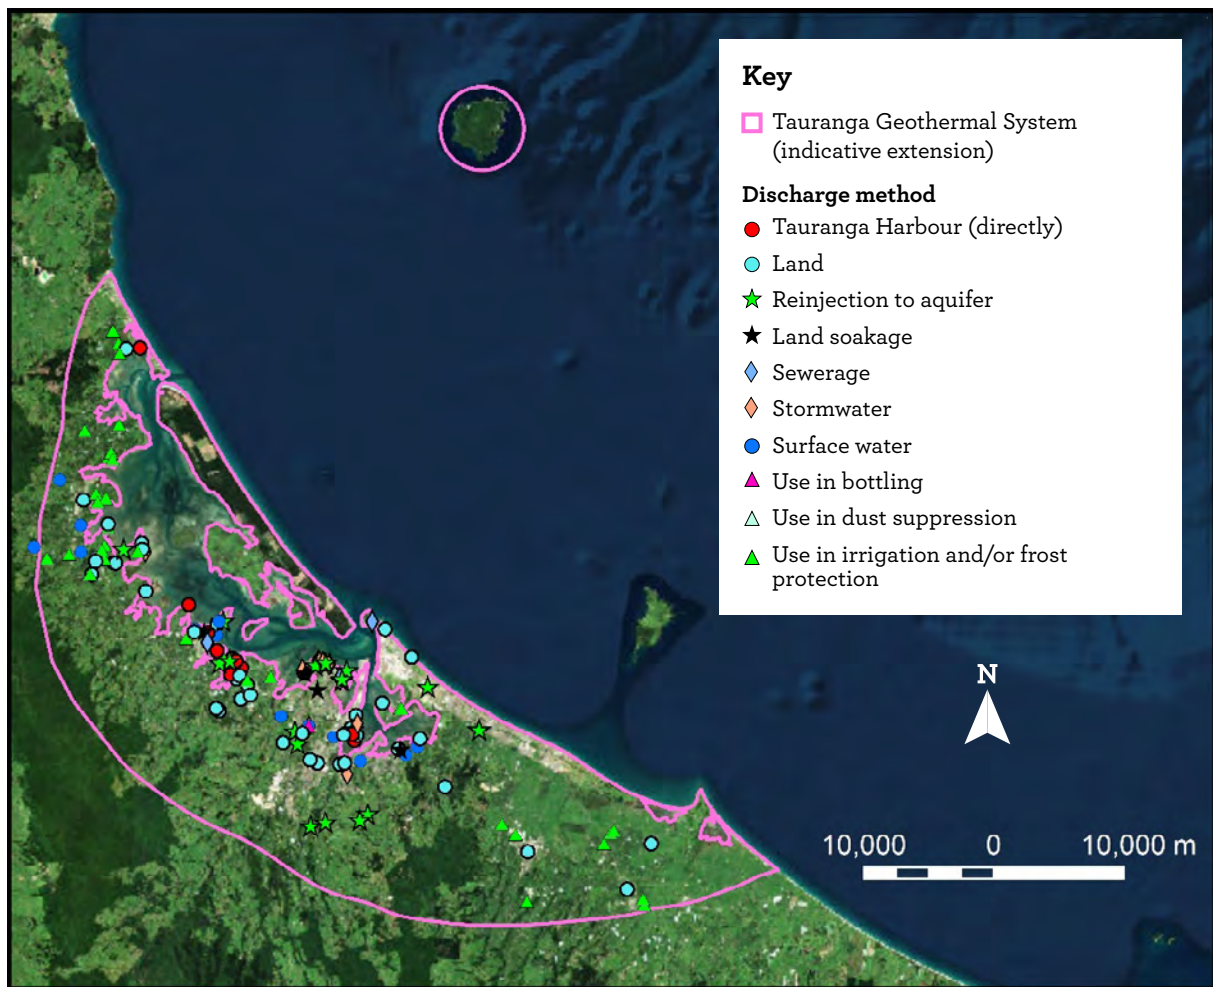 Key
Tauranga Geothermal System
(indicative extension)
Discharge method
Tauranga Harbour (directly)
Land
Reinjection to aquifer
Land soakage
Sewerage
Stormwater
Surface water
Use in bottling
Use in dust suppression
Use in irrigation and/or frost
protection
N
10,000 0 10,000 m